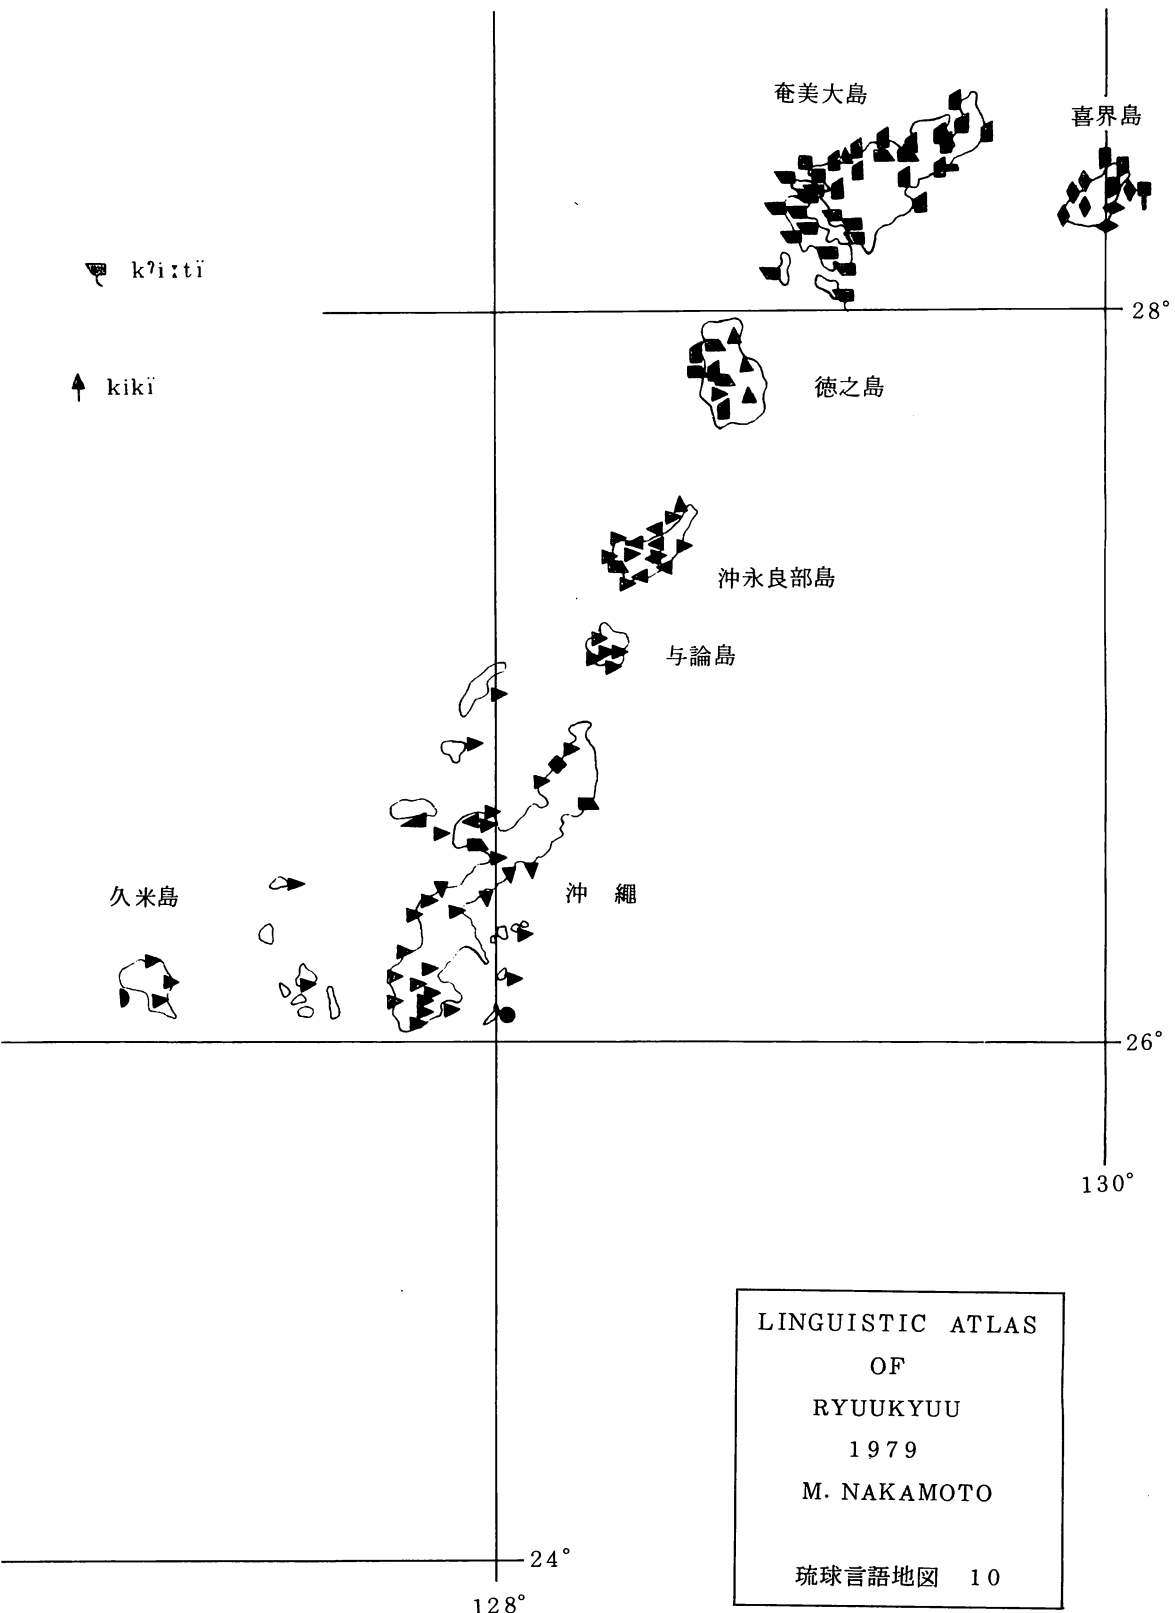 奄美大島
喜界島
kˀiːtï
28°
kikï
徳之島
沖永良部島
与論島
久米島
沖 繩
26°
130°
LINGUISTIC ATLAS
OF
RYUUKYUU
1979
M. NAKAMOTO
琉球言語地図 10
24°
128°